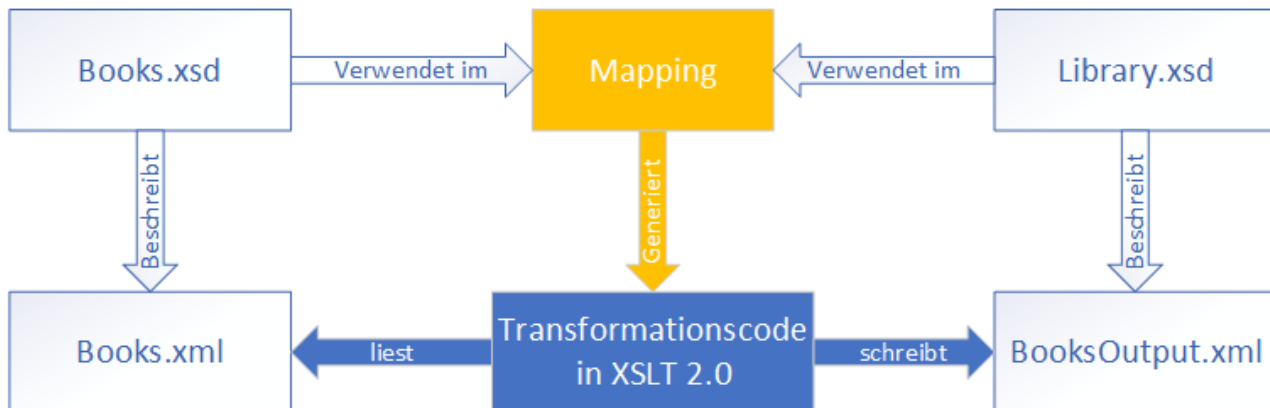 Books.xsd
Verwendet im
Mapping
Verwendet im
Library.xsd
Beschreibt
Generiert
Beschreibt
Books.xml
liest
Transformationscode
in XSLT 2.0
schreibt
BooksOutput.xml